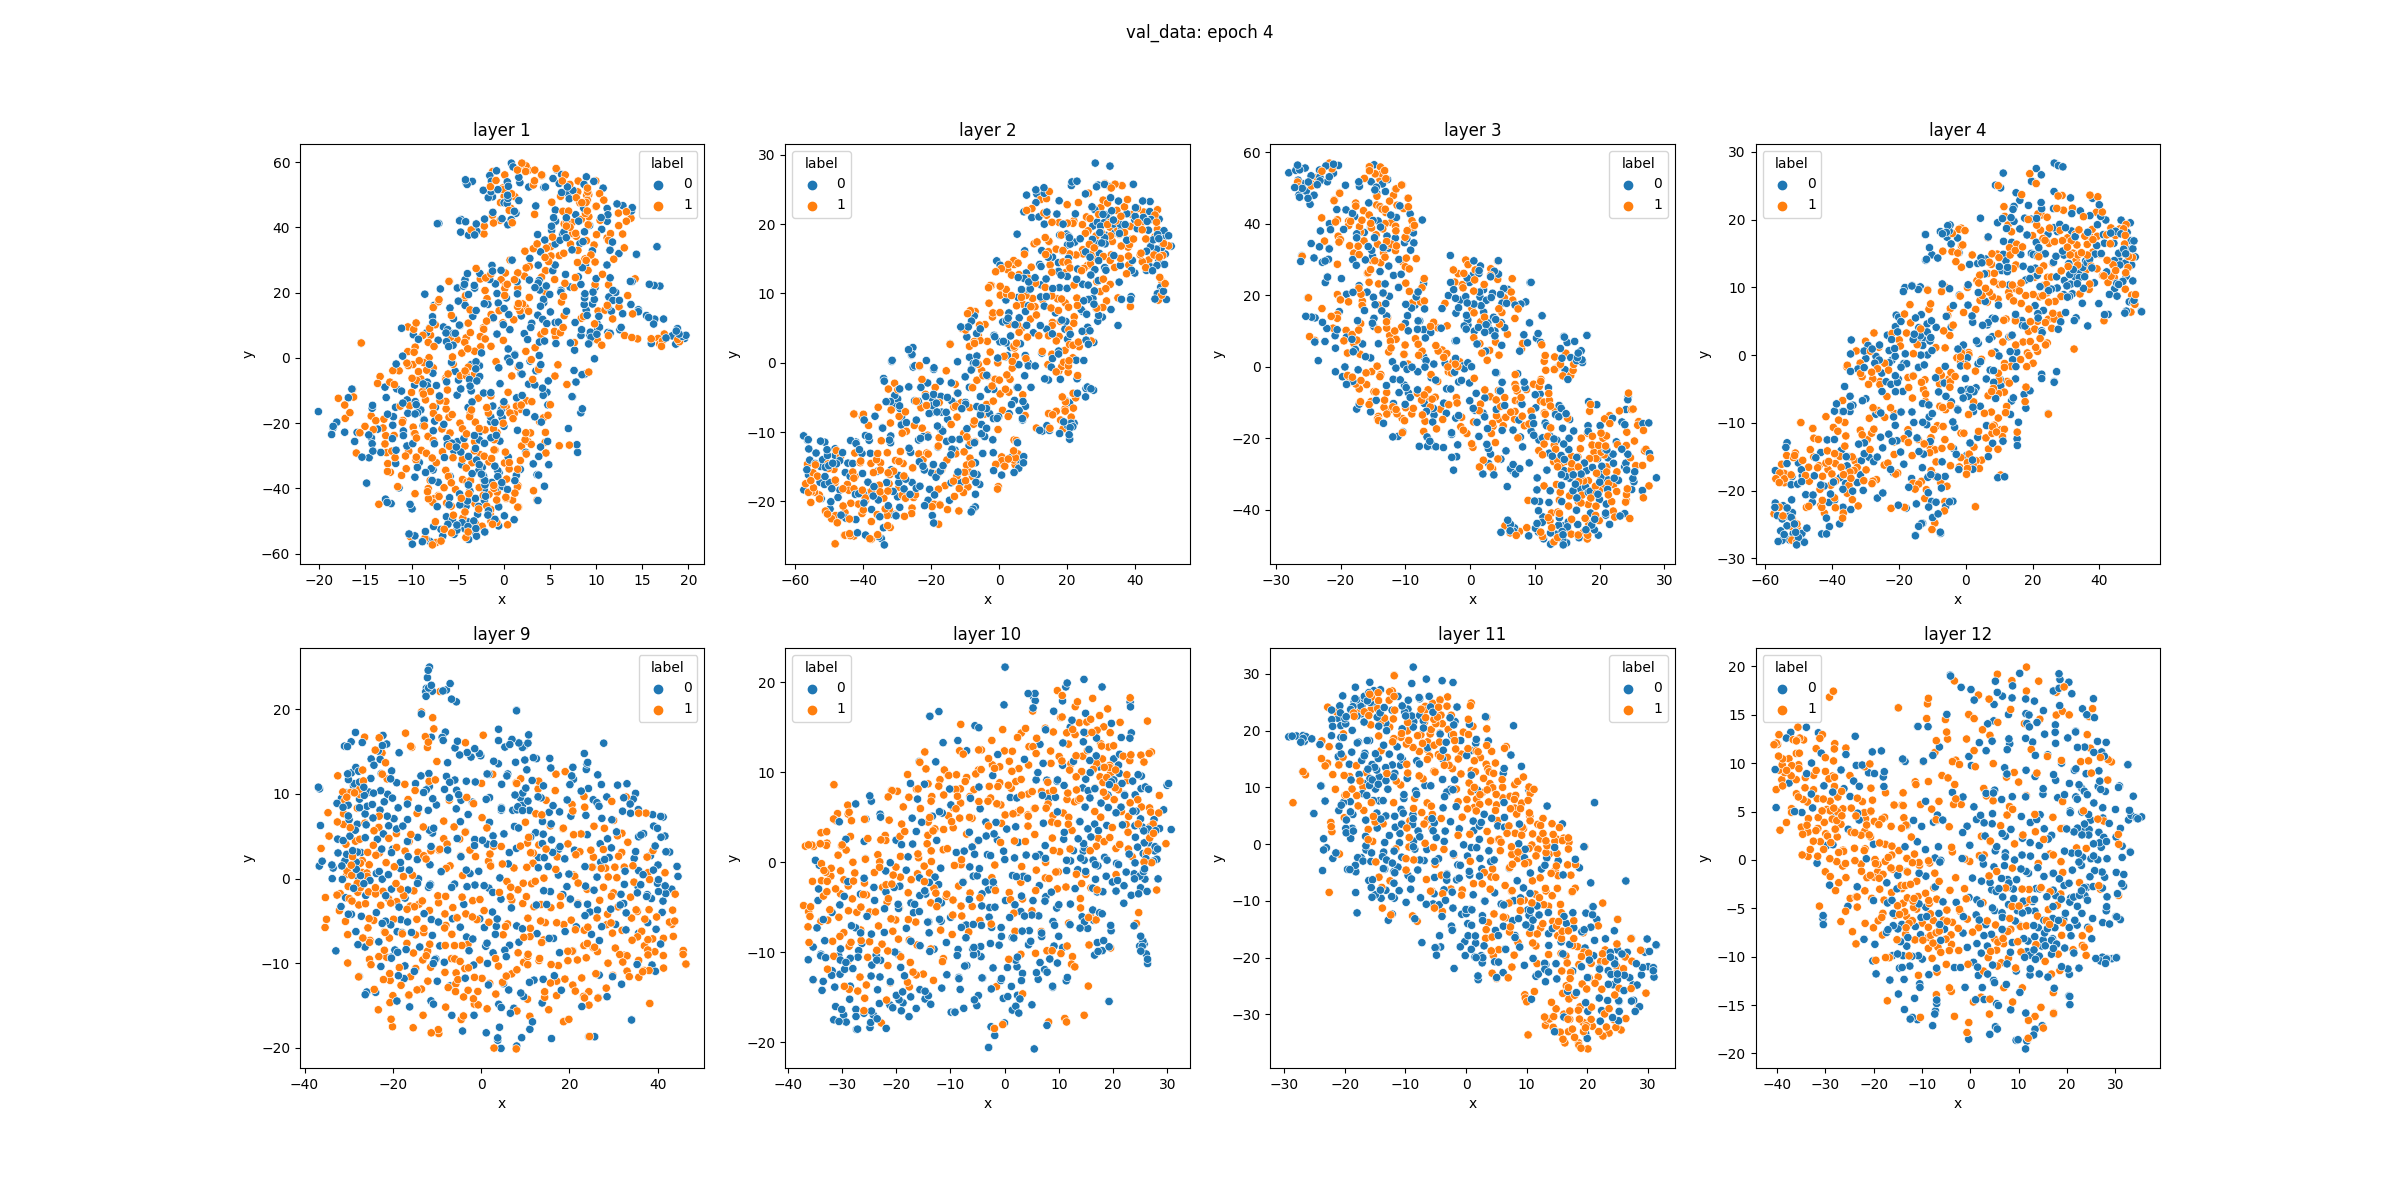 val_data: epoch 4
layer 1
layer 2
layer 3
layer 4
label
0
1
60
40
20
0
−20
−40
−60
y
−20 −15 −10 −5 0 5 10 15 20
x
label
0
1
30
20
10
0
−10
−20
y
−60 −40 −20 0 20 40
x
label
0
1
60
40
20
0
−20
−40
y
−30 −20 −10 0 10 20 30
x
label
0
1
30
20
10
0
−10
−20
−30
y
−60 −40 −20 0 20 40
x
layer 9
layer 10
layer 11
layer 12
label
0
1
20
10
0
−10
−20
y
−40 −20 0 20 40
x
label
0
1
20
10
0
−10
−20
y
−40 −30 −20 −10 0 10 20 30
x
label
0
1
30
20
10
0
−10
−20
−30
y
−30 −20 −10 0 10 20 30
x
label
0
1
20
15
10
5
0
−5
−10
−15
−20
y
−40 −30 −20 −10 0 10 20 30
x